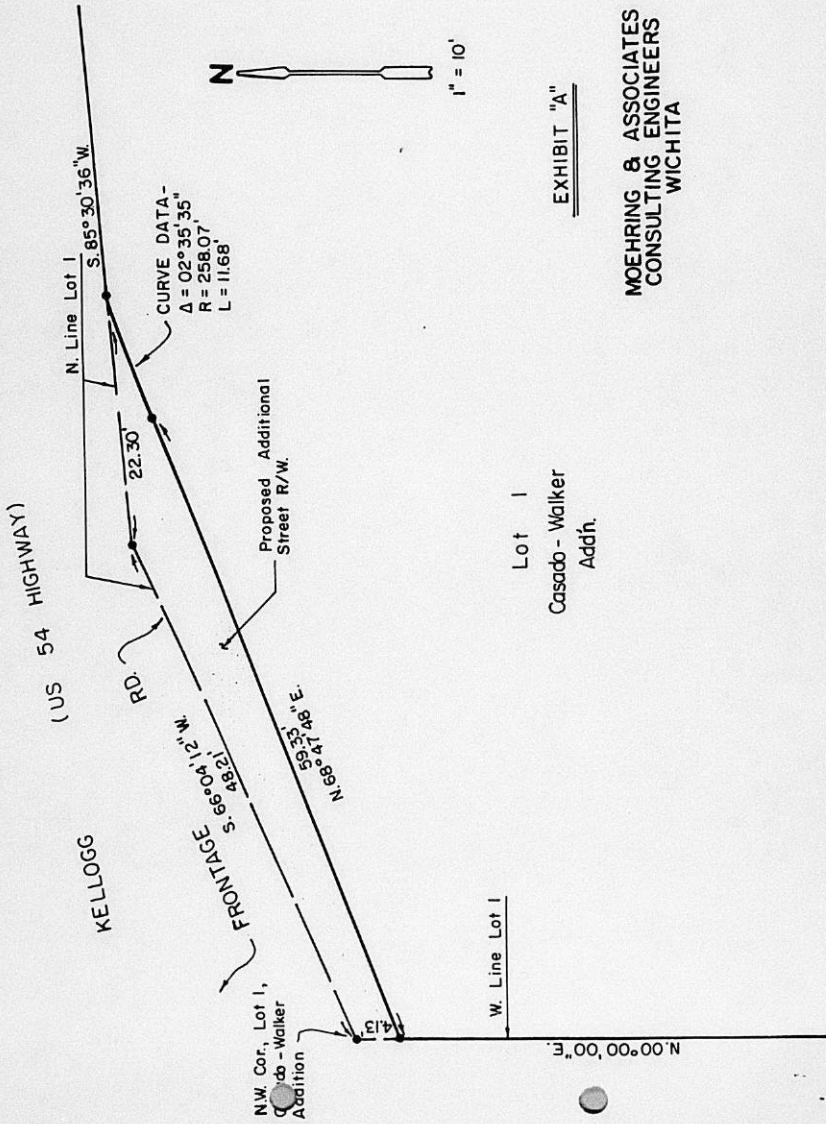 (US 54 HIGHWAY)
KELLOGG
N. Line Lot 1
S. 85° 30' 36" W.
N
1" = 10'
22.30'
CURVE DATA-
Δ = 02° 35' 35"
R = 258.07'
L = 11.68'
RD.
FRONTAGE
S. 66° 04' 12" W.
48.21'
Proposed Additional
Street R/W.
59.33'
N. 68° 47' 48" E.
N.W. Cor., Lot 1,
-Walker
Addition
4.13'
W. Line Lot 1
N. 00° 00' 00" E.
Lot 1
Casado - Walker
Add'n.
EXHIBIT "A"
MOEHRING & ASSOCIATES
CONSULTING ENGINEERS
WICHITA